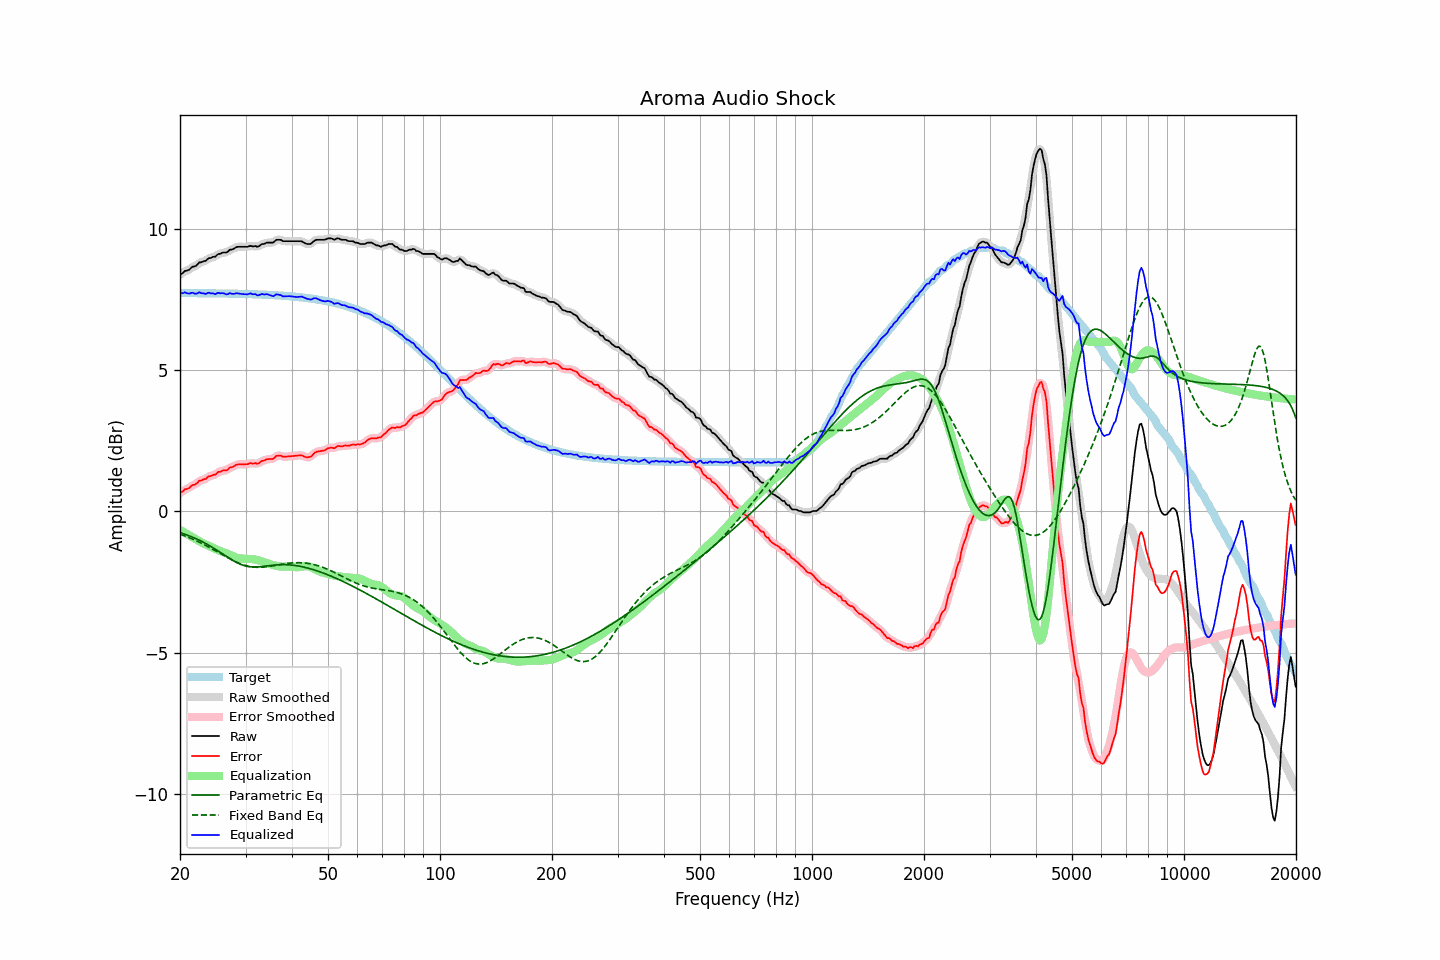 Aroma Audio Shock
Amplitude (dBr)
10
5
0
−5
−10
Target
Raw Smoothed
Error Smoothed
Raw
Error
Equalization
Parametric Eq
Fixed Band Eq
Equalized
20 50 100 200 500 1000 2000 5000 10000 20000
Frequency (Hz)